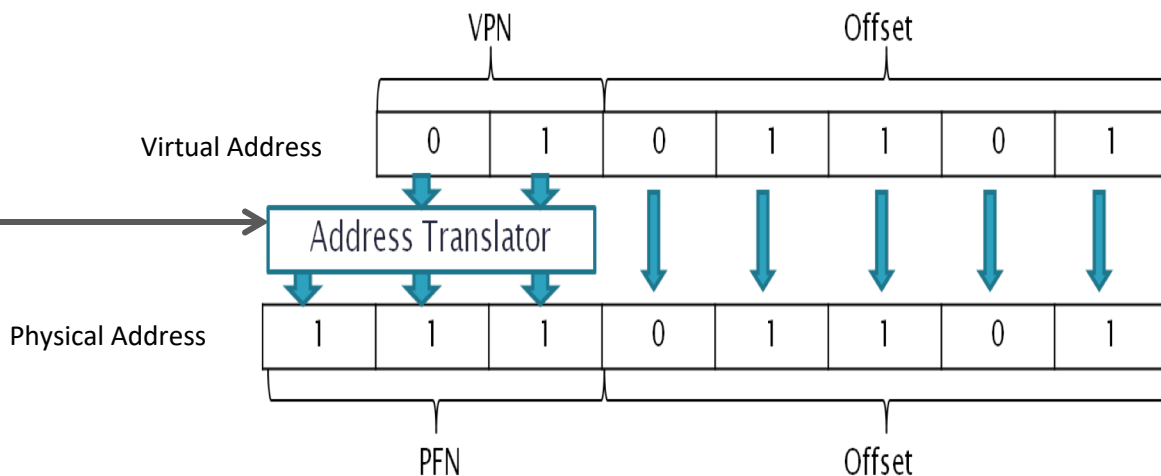 VPN Offset
Virtual Address 0 1 0 1 1 0 1
Address Translator
Physical Address 1 1 1 0 1 1 0 1
PFN Offset